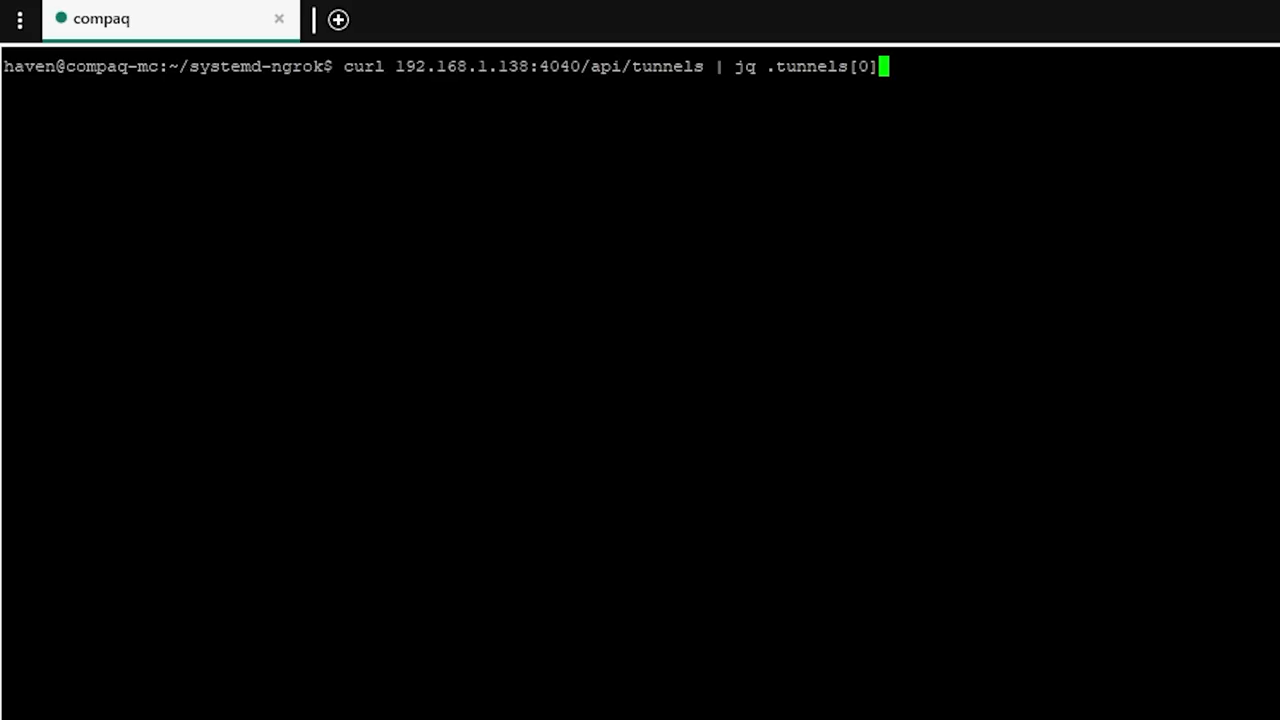 compaq
haven@compaq-mc:~/systemd-ngrok$ curl 192.168.1.138:4040/api/tunnels | jq .tunnels[0]